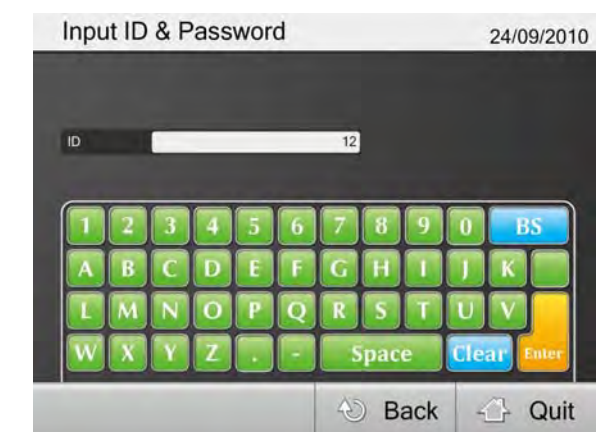 Input ID & Password 24/09/2010
ID 12
1 2 3 4 5 6 7 8 9 0 BS
A B C D E F G H I J K
L M N O P Q R S T U V
W X Y Z . - Space Clear Enter
Back Quit